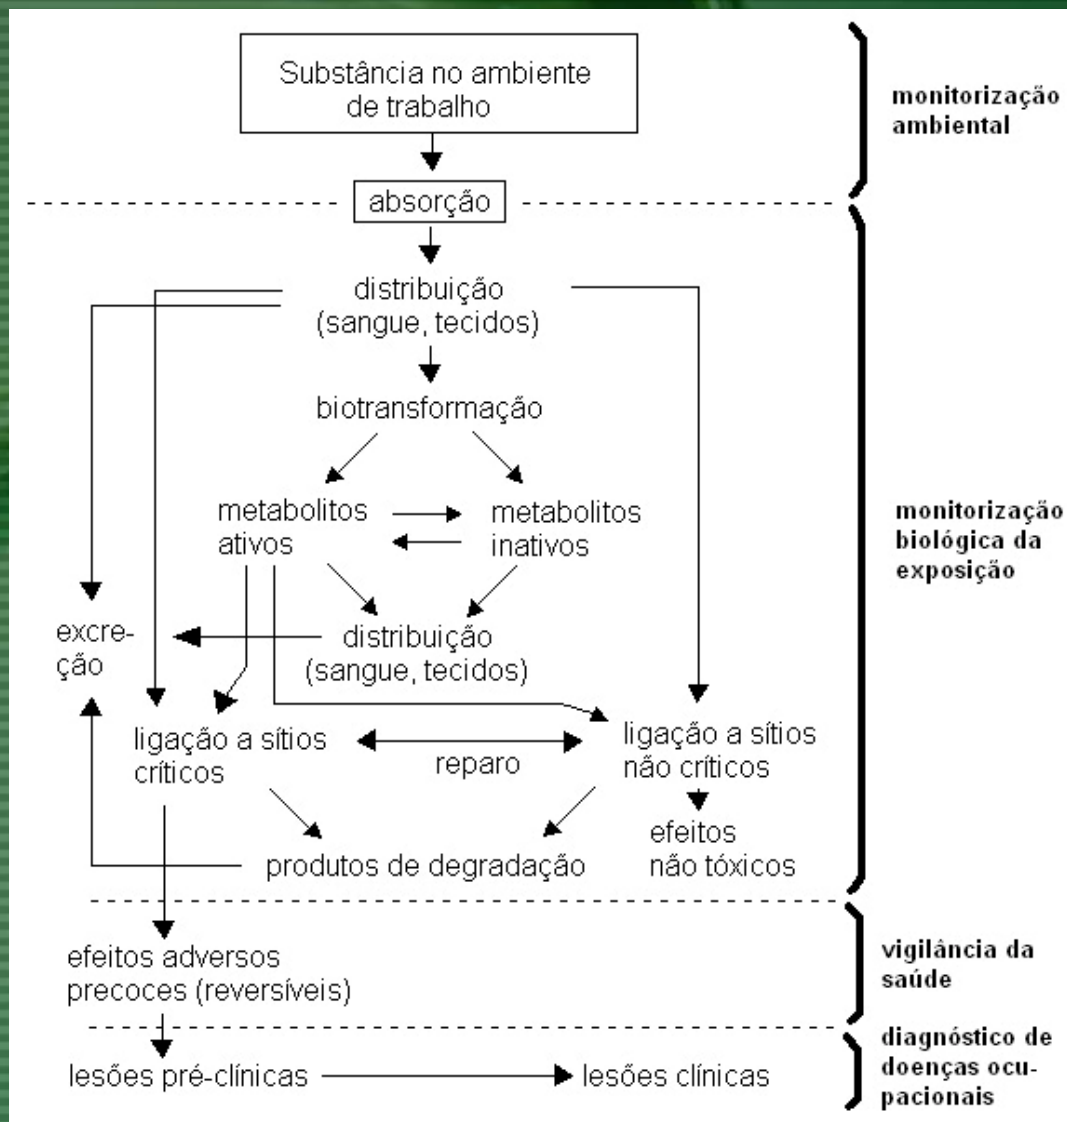 Substância no ambiente
de trabalho
monitorização
ambiental
absorção
distribuição
(sangue, tecidos)
biotransformação
metabolitos
ativos
metabolitos
inativos
monitorização
biológica da
exposição
excre-
ção
distribuição
(sangue, tecidos)
ligação a sítios
críticos
reparo
ligação a sítios
não críticos
efeitos
não tóxicos
produtos de degradação
efeitos adversos
precoces (reversíveis)
vigilância da
saúde
lesões pré-clínicas
lesões clínicas
diagnóstico de
doenças ocu-
pacionais